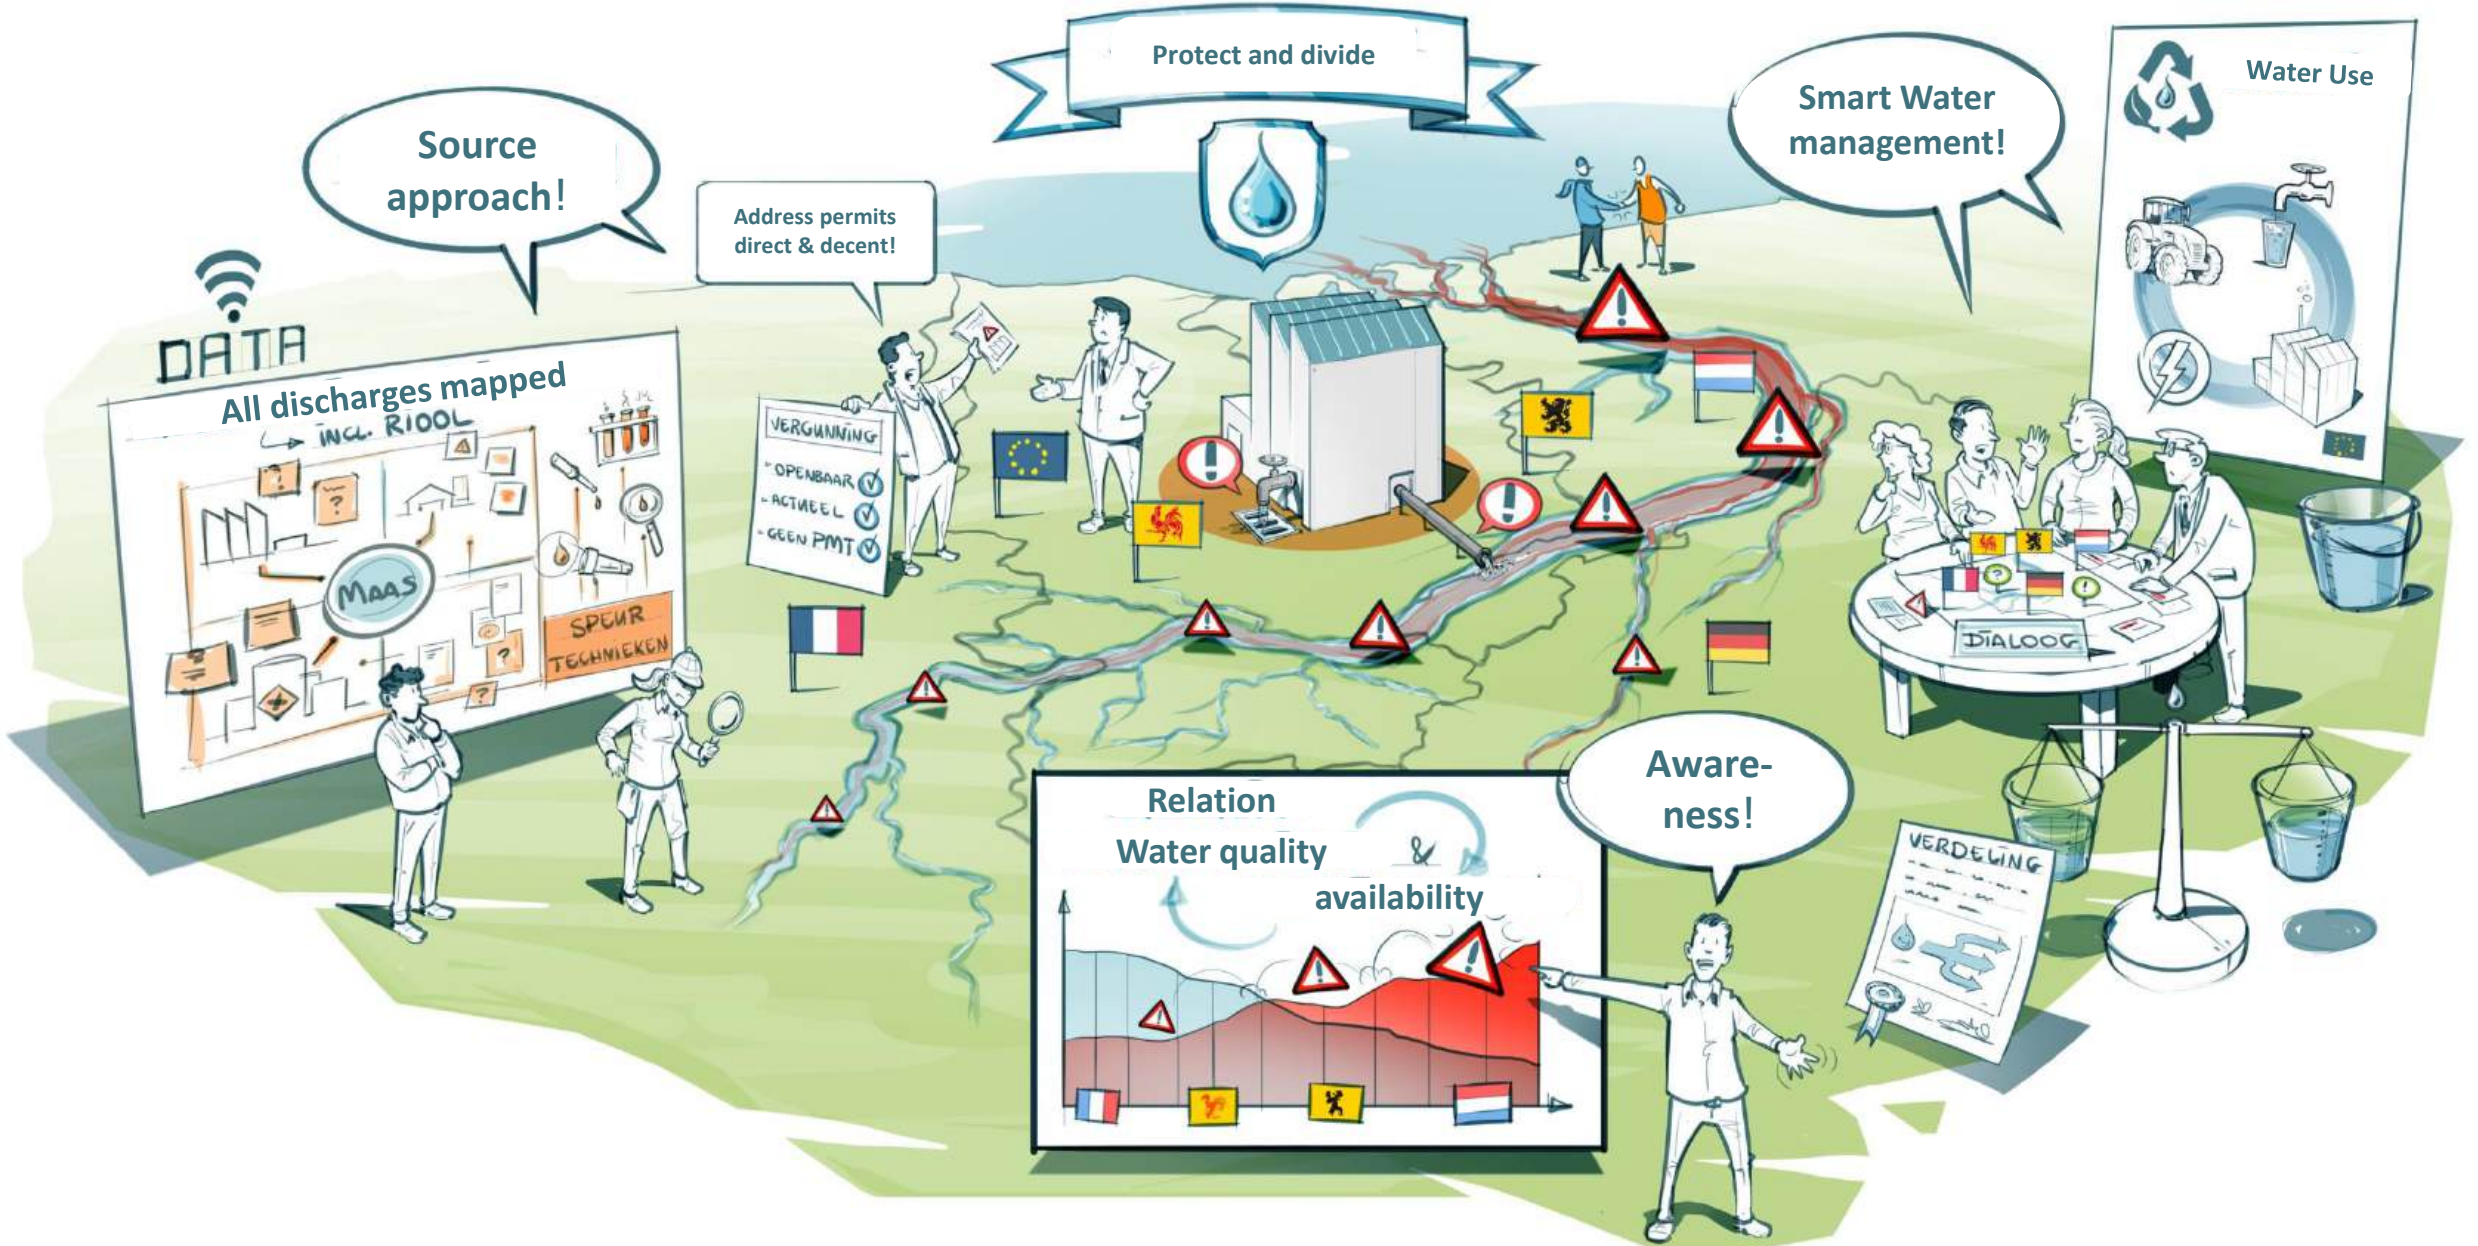 Protect and divide
Source
approach!
Address permits
direct & decent!
Smart Water
management!
Water Use
DATA
All discharges mapped
INCL. RIOOL
MAAS
SPEUR
TECHNIEKEN
VERGUNNING
- OPENBAAR
- ACTUEEL
- GEEN PMT
DIALOOG
Aware-
ness!
Relation
Water quality &
availability
VERDELING